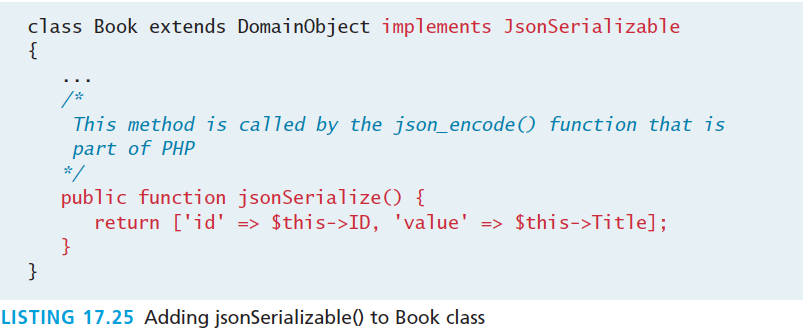 class Book extends DomainObject implements JsonSerializable
{
...
/*
This method is called by the json_encode() function that is
part of PHP
*/
public function jsonSerialize() {
return ['id' => $this->ID, 'value' => $this->Title];
}
}
LISTING 17.25 Adding jsonSerializable() to Book class